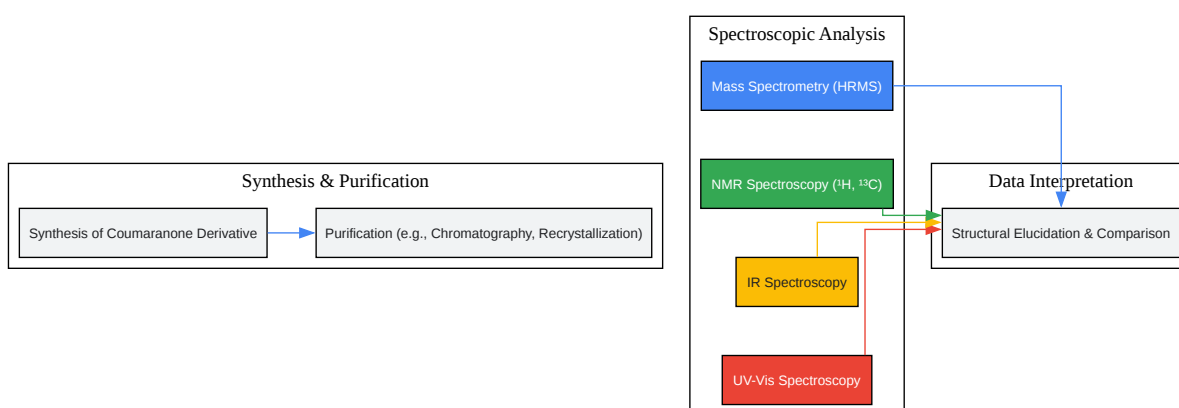 Synthesis & Purification
Synthesis of Coumaranone Derivative
Purification (e.g., Chromatography, Recrystallization)
Spectroscopic Analysis
Mass Spectrometry (HRMS)
NMR Spectroscopy (¹H, ¹³C)
IR Spectroscopy
UV-Vis Spectroscopy
Data Interpretation
Structural Elucidation & Comparison